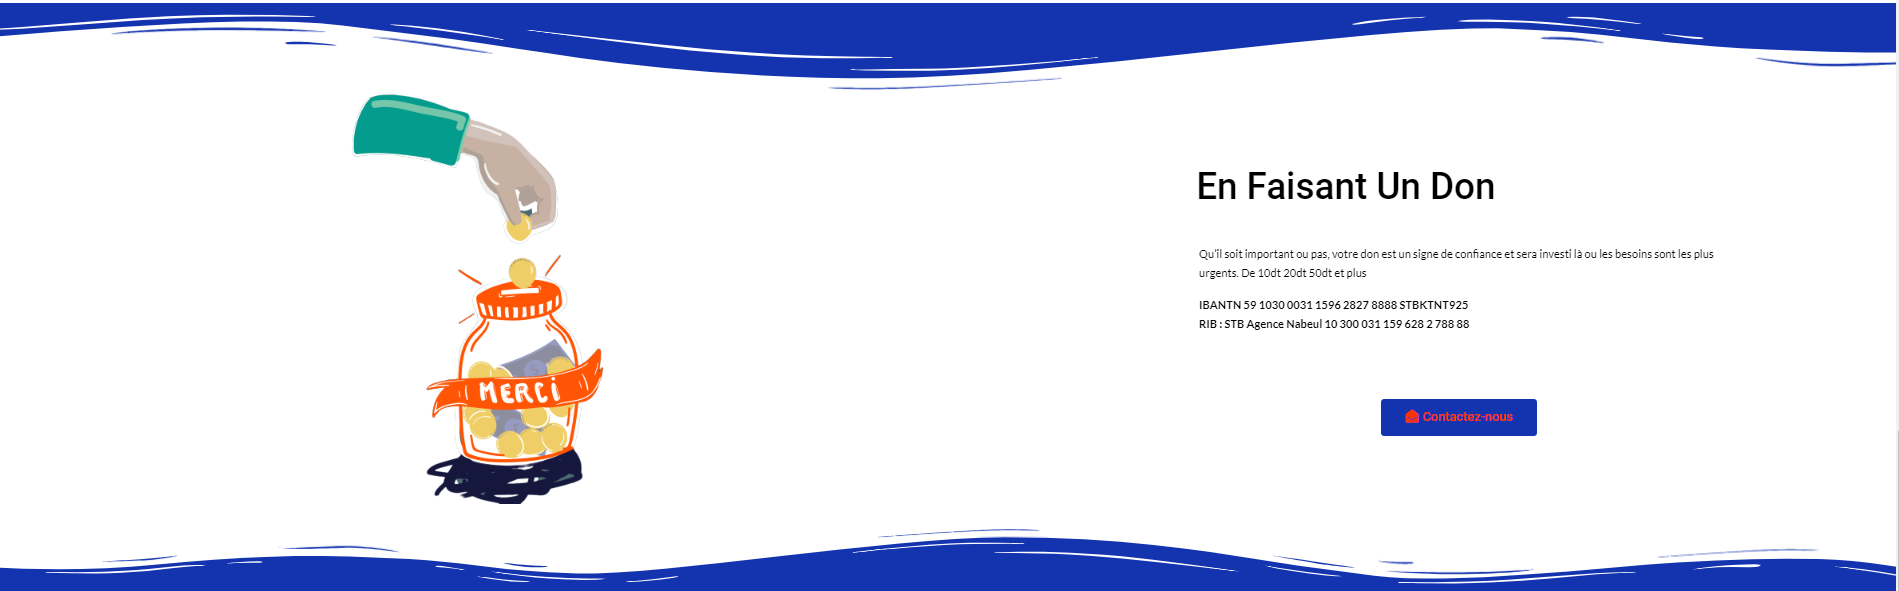 En Faisant Un Don
Qu'il soit important ou pas, votre don est un signe de confiance et sera investi là ou les besoins sont les plus
urgents. De 10dt 20dt 50dt et plus
IBANTN 59 1030 0031 1596 2827 8888 STBKTNT925
RIB : STB Agence Nabeul 10 300 031 159 628 2 788 88
MERCI
Contactez-nous